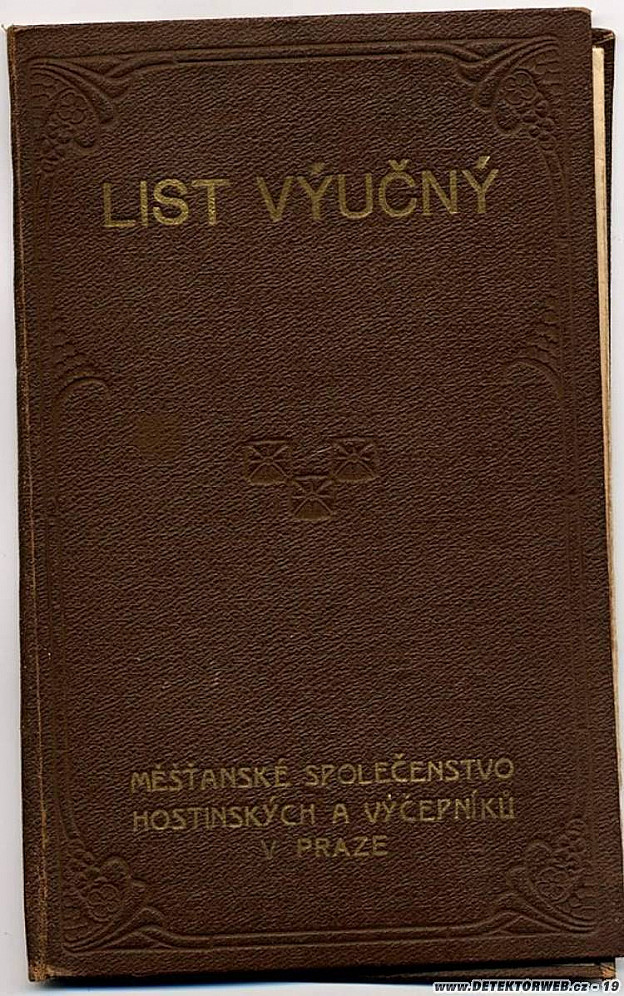 LIST VÝUČNÝ
MĚŠŤANSKÉ SPOLEČENSTVO
HOSTINSKÝCH A VÝČEPNÍKŮ
V PRAZE
www.DETEKTORWEB.cz - 19